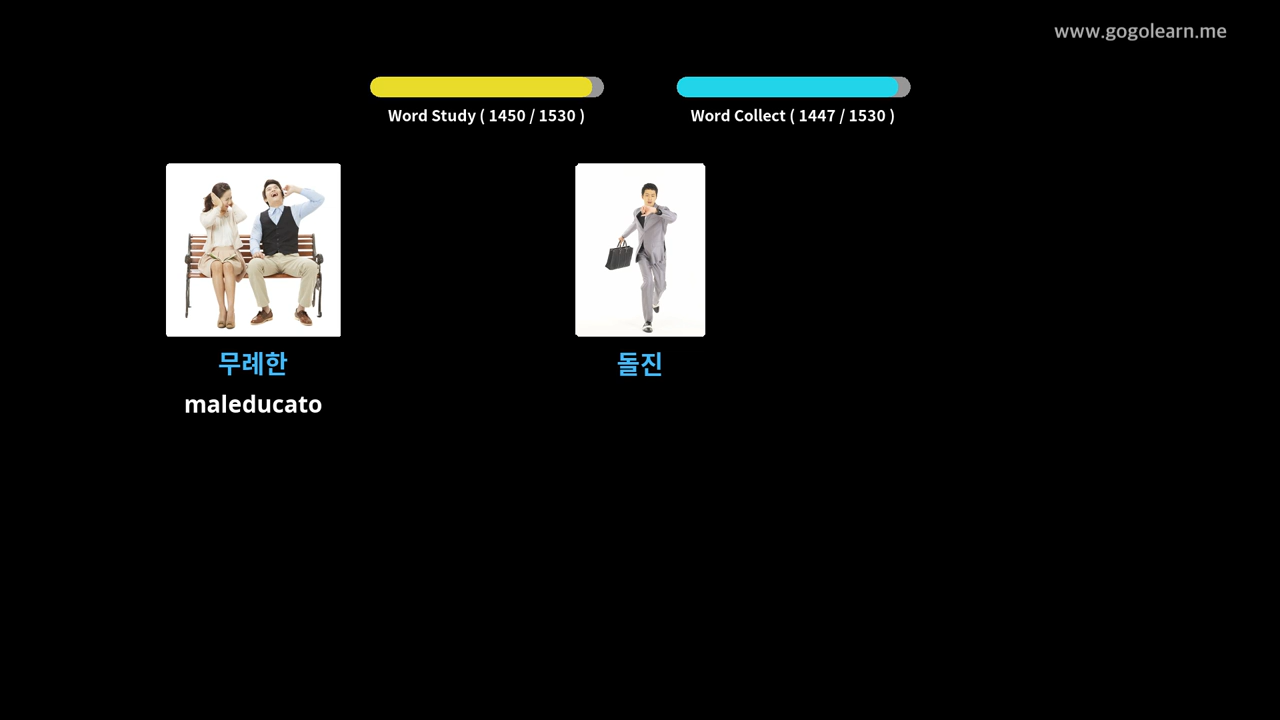 www.gogolearn.me
Word Study ( 1450 / 1530 )
Word Collect ( 1447 / 1530 )
무례한
maleducato
돌진